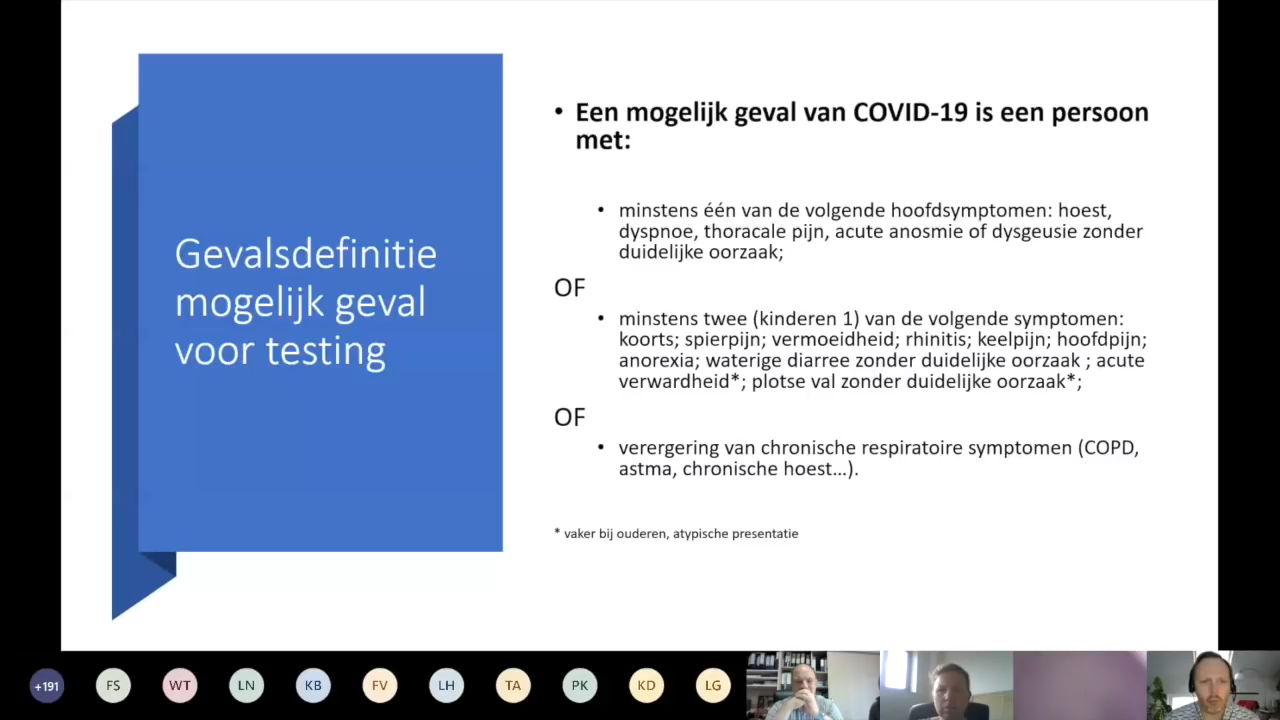 Gevalsdefinitie
mogelijk geval
voor testing
• Een mogelijk geval van COVID-19 is een persoon
met:
• minstens één van de volgende hoofdsymptomen: hoest,
dyspnoe, thoracale pijn, acute anosmie of dysgeusie zonder
duidelijke oorzaak;
OF
• minstens twee (kinderen 1) van de volgende symptomen:
koorts; spierpijn; vermoeidheid; rhinitis; keelpijn; hoofdpijn;
anorexia; waterige diarree zonder duidelijke oorzaak ; acute
verwardheid*; plotse val zonder duidelijke oorzaak*;
OF
• verergering van chronische respiratoire symptomen (COPD,
astma, chronische hoest...).
* vaker bij ouderen, atypische presentatie
+191 FS WT LN KB FV LH TA PK KD LG